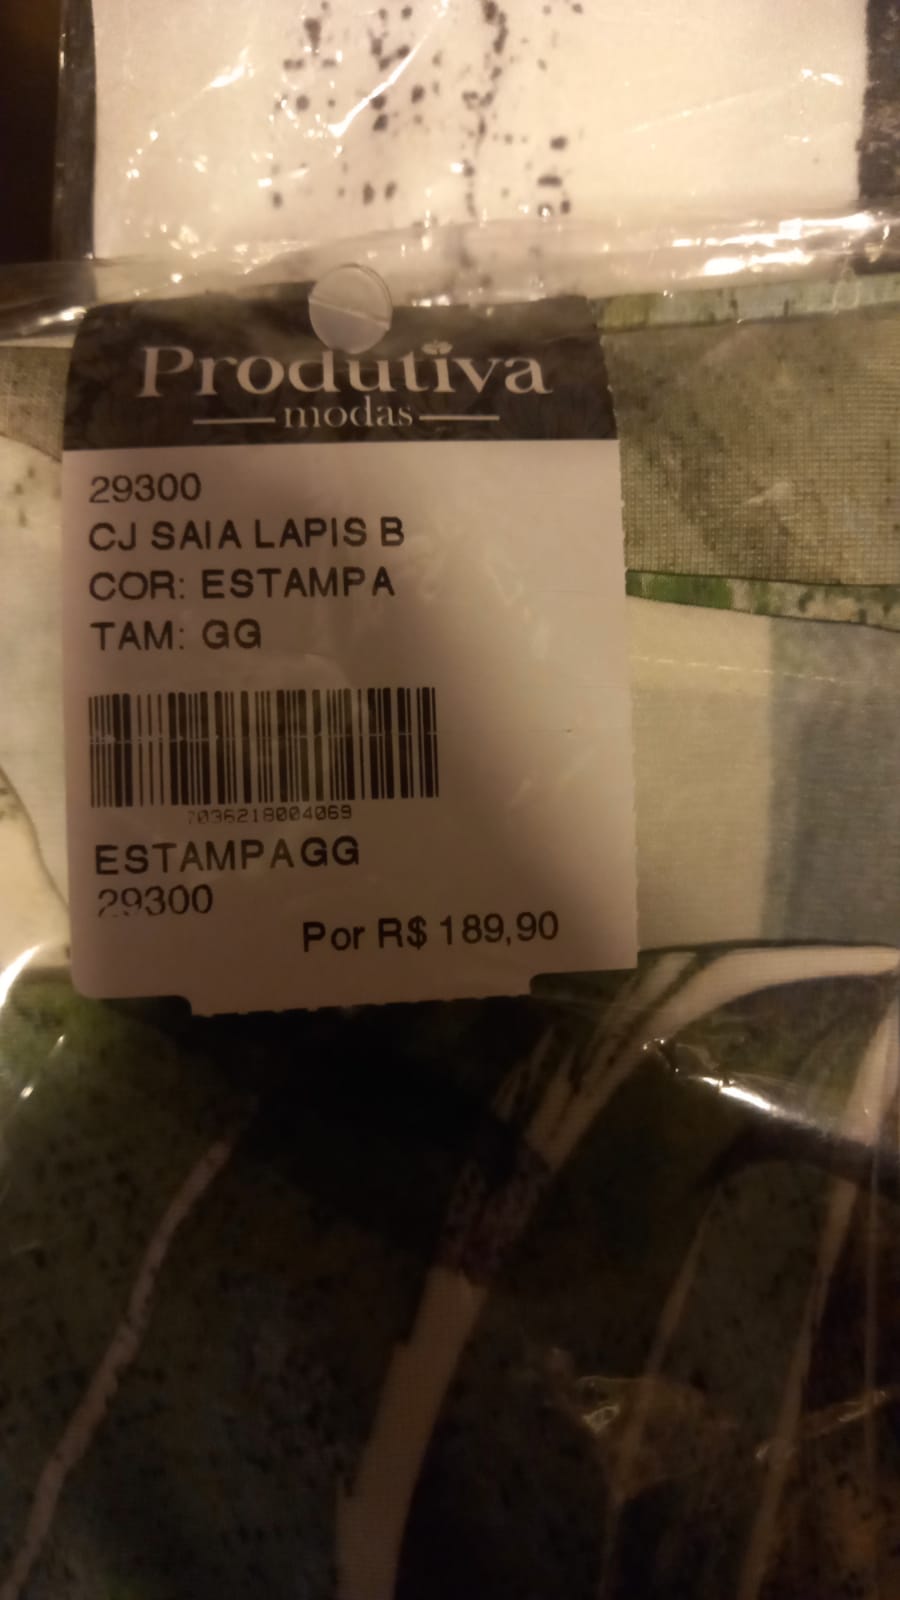 Produtiva
modas
29300
CJ SAIA LAPIS B
COR: ESTAMPA
TAM: GG
7036218004069
ESTAMPAGG
29300
Por R$ 189,90